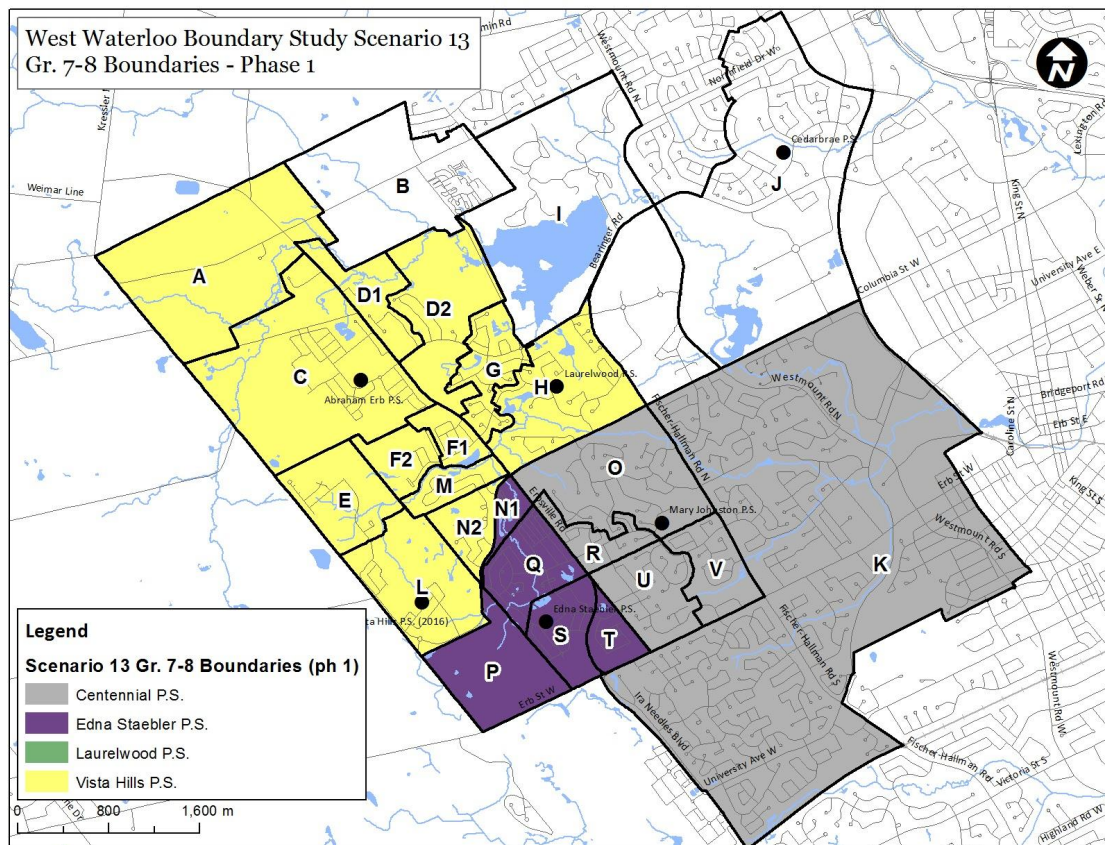 West Waterloo Boundary Study Scenario 13
Gr. 7-8 Boundaries - Phase 1
N
min Rd
Westmount Rd N
Northfield Dr W
Kressler
Lexington Rd
Cedarbrae P.S.
King St N
Weimar Line
B
J
A
I
Bearinger Rd
University Ave E
Columbia St W
Weber St N
D1
D2
C
G
Laurelwood P.S.
H
Abraham Erb P.S.
Westmount Rd N
Bridgeport Rd
Caroline St N
Erb St E
Fischer-Hallman Rd N
F1
F2
O
M
Erb St W
King St S
E
Erbsville Rd
N1
N2
Mary Johnston P.S.
Westmount Rd S
R
Q
V
K
U
L
Edna Staebler P.S.
sta Hills P.S. (2016)
S
T
Fischer-Hallman Rd S
P
Erb St W
Ira Needles Blvd
Westmount Rd W
University Ave W
Fischer-Hallman Rd
Victoria St S
Highland Rd W
Legend
Scenario 13 Gr. 7-8 Boundaries (ph 1)
Centennial P.S.
Edna Staebler P.S.
Laurelwood P.S.
Vista Hills P.S.
0 800 1,600 m